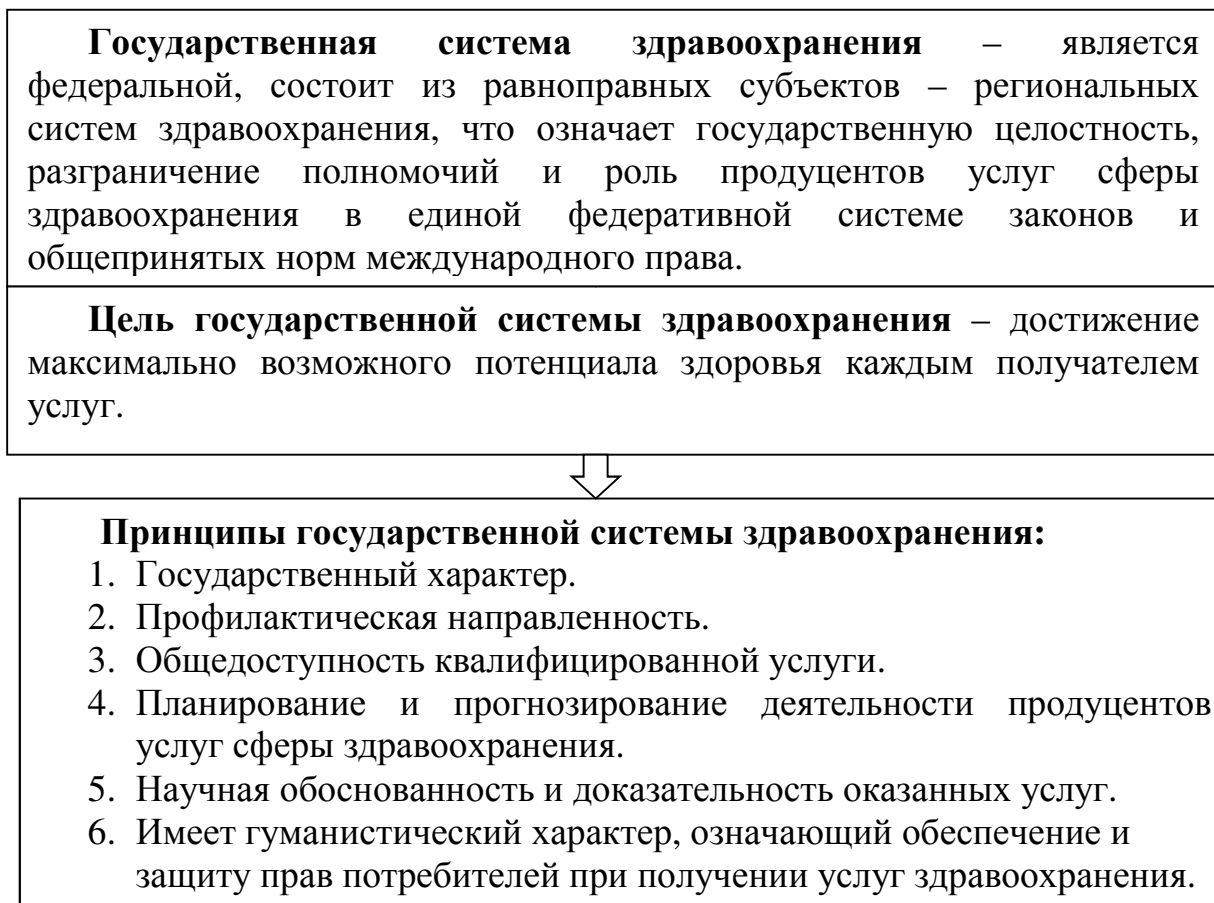 Государственная система здравоохранения – является
федеральной, состоит из равноправных субъектов – региональных
систем здравоохранения, что означает государственную целостность,
разграничение полномочий и роль продуцентов услуг сферы
здравоохранения в единой федеративной системе законов и
общепринятых норм международного права.
Цель государственной системы здравоохранения – достижение
максимально возможного потенциала здоровья каждым получателем
услуг.
Принципы государственной системы здравоохранения:
1. Государственный характер.
2. Профилактическая направленность.
3. Общедоступность квалифицированной услуги.
4. Планирование и прогнозирование деятельности продуцентов
услуг сферы здравоохранения.
5. Научная обоснованность и доказательность оказанных услуг.
6. Имеет гуманистический характер, означающий обеспечение и
защиту прав потребителей при получении услуг здравоохранения.